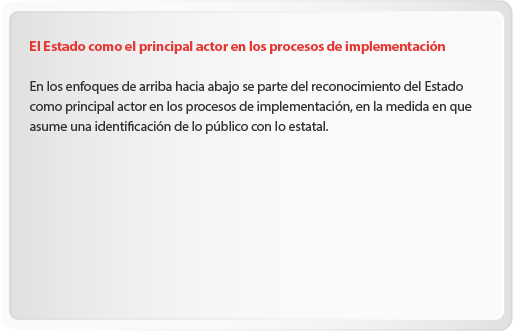 El Estado como el principal actor en los procesos de implementación
En los enfoques de arriba hacia abajo se parte del reconocimiento del Estado
como principal actor en los procesos de implementación, en la medida en que
asume una identificación de lo público con lo estatal.